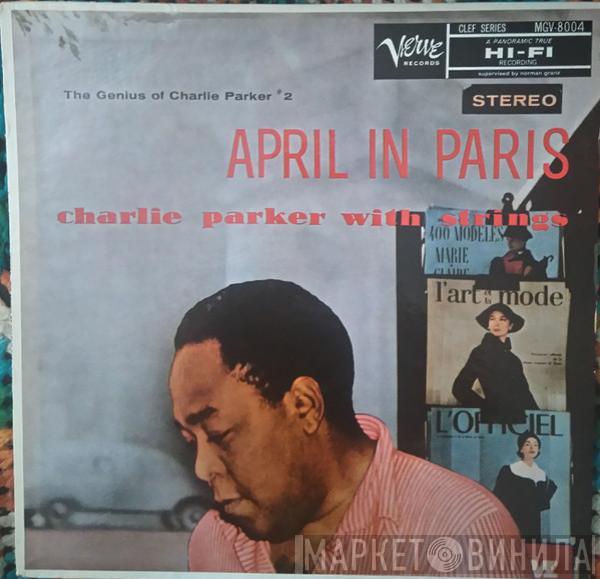 Verve
RECORDS
CLEF SERIES MGV-8004
A PANORAMIC TRUE
HI-FI
RECORDING
supervised by norman granz
The Genius of Charlie Parker #2
STEREO
APRIL IN PARIS
charlie parker with strings
400 MODELES
MARIE
CLAIRE
l'art et la mode
L'OFFICIEL
МАРКЕТ ВИНИЛА